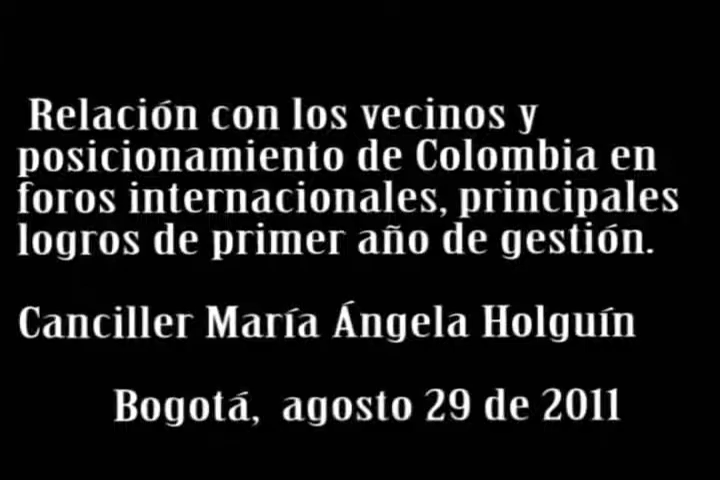 Relación con los vecinos y
posicionamiento de Colombia en
foros internacionales, principales
logros de primer año de gestión.
Canciller María Ángela Holguín
Bogotá, agosto 29 de 2011